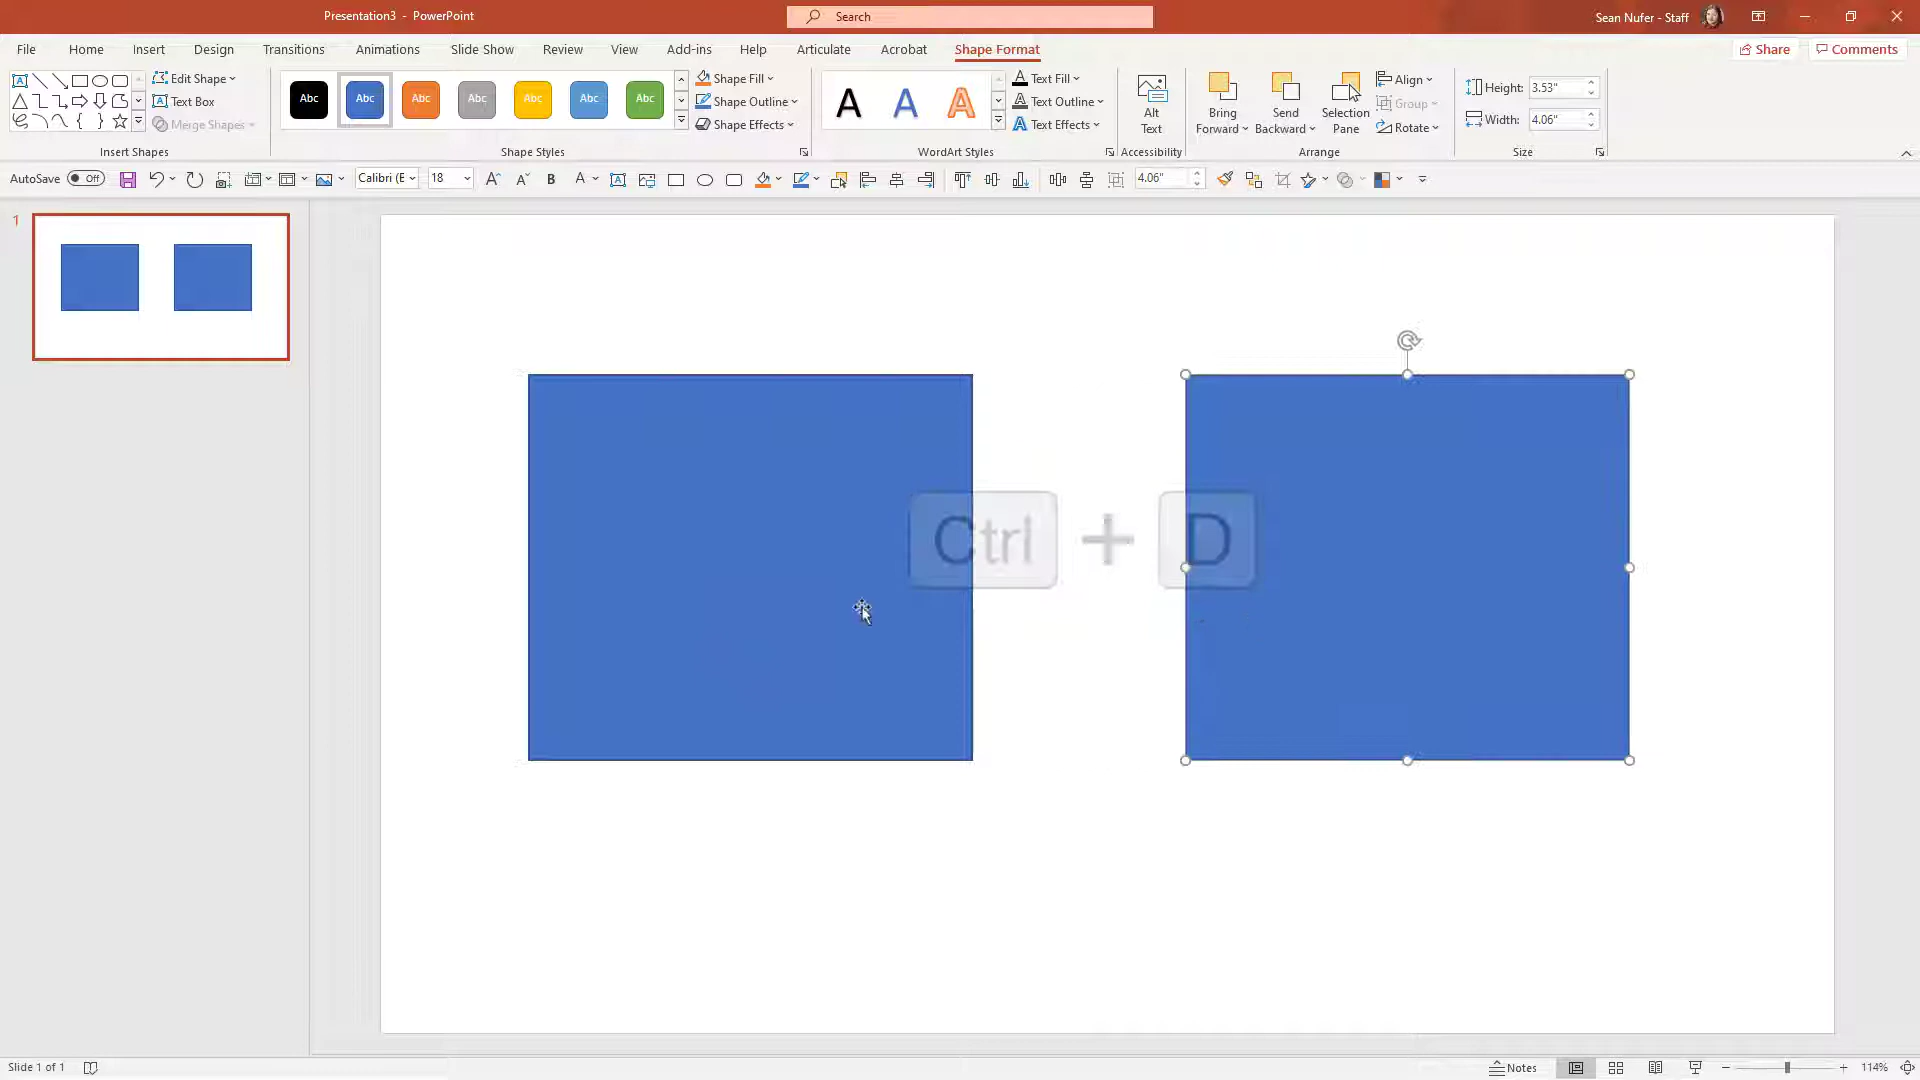 Presentation3 - PowerPoint
Search
Sean Nufer - Staff
File Home Insert Design Transitions Animations Slide Show Review View Add-ins Help Articulate Acrobat Shape Format
Share Comments
Edit Shape
Text Box
Merge Shapes
Insert Shapes
Abc Abc Abc Abc Abc Abc Abc
Shape Fill
Shape Outline
Shape Effects
Shape Styles
A A A
Text Fill
Text Outline
Text Effects
WordArt Styles
Alt
Text
Accessibility
Bring
Forward
Send
Backward
Selection
Pane
Align
Group
Rotate
Arrange
Height: 3.53"
Width: 4.06"
Size
AutoSave Off
Calibri (E 18
B A
4.06"
1
Ctrl + D
Slide 1 of 1
Notes
114%